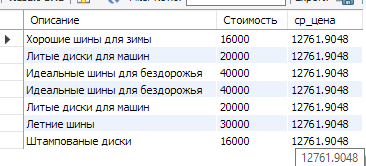 Описание Стоимость ср_цена
Хорошие шины для зимы 16000 12761.9048
Литые диски для машин 20000 12761.9048
Идеальные шины для бездорожья 40000 12761.9048
Идеальные шины для бездорожья 40000 12761.9048
Литые диски для машин 20000 12761.9048
Летние шины 30000 12761.9048
Штампованые диски 16000 12761.9048
12761.9048